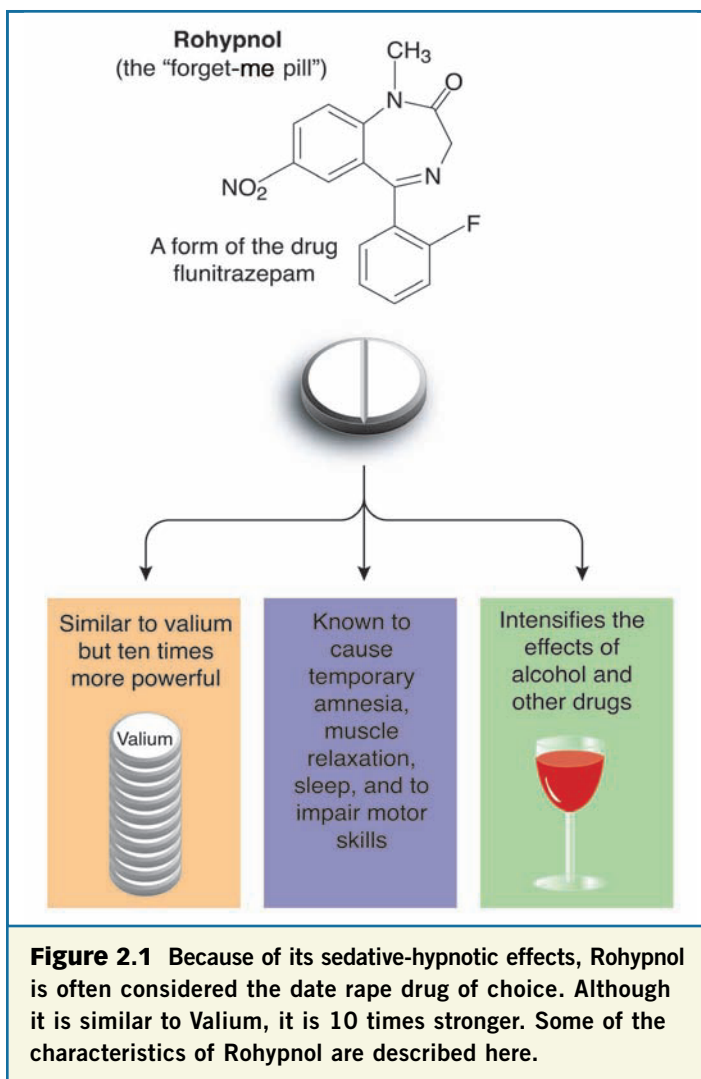 Rohypnol
(the “forget-me pill”)
CH3
N
O
N
NO2
F
A form of the drug
flunitrazepam
Similar to valium
but ten times
more powerful
Valium
Known to
cause
temporary
amnesia,
muscle
relaxation,
sleep, and to
impair motor
skills
Intensifies the
effects of
alcohol and
other drugs
Figure 2.1 Because of its sedative-hypnotic effects, Rohypnol
is often considered the date rape drug of choice. Although
it is similar to Valium, it is 10 times stronger. Some of the
characteristics of Rohypnol are described here.